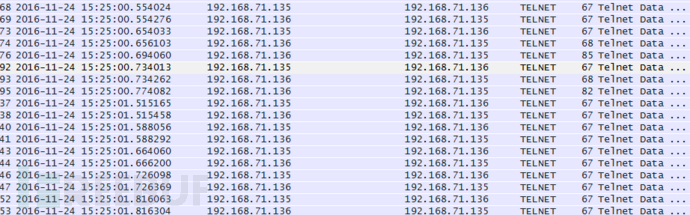 68 2016-11-24 15:25:00.554024 192.168.71.135 192.168.71.136 TELNET 67 Telnet Data ...
69 2016-11-24 15:25:00.554276 192.168.71.135 192.168.71.136 TELNET 67 Telnet Data ...
73 2016-11-24 15:25:00.654033 192.168.71.135 192.168.71.136 TELNET 67 Telnet Data ...
74 2016-11-24 15:25:00.656103 192.168.71.135 192.168.71.136 TELNET 68 Telnet Data ...
76 2016-11-24 15:25:00.694060 192.168.71.135 192.168.71.136 TELNET 85 Telnet Data ...
92 2016-11-24 15:25:00.734013 192.168.71.135 192.168.71.136 TELNET 67 Telnet Data ...
93 2016-11-24 15:25:00.734262 192.168.71.135 192.168.71.136 TELNET 68 Telnet Data ...
95 2016-11-24 15:25:00.774082 192.168.71.135 192.168.71.136 TELNET 82 Telnet Data ...
37 2016-11-24 15:25:01.515165 192.168.71.135 192.168.71.136 TELNET 67 Telnet Data ...
38 2016-11-24 15:25:01.515458 192.168.71.135 192.168.71.136 TELNET 67 Telnet Data ...
40 2016-11-24 15:25:01.588056 192.168.71.135 192.168.71.136 TELNET 67 Telnet Data ...
41 2016-11-24 15:25:01.588292 192.168.71.135 192.168.71.136 TELNET 67 Telnet Data ...
43 2016-11-24 15:25:01.664060 192.168.71.135 192.168.71.136 TELNET 67 Telnet Data ...
44 2016-11-24 15:25:01.666200 192.168.71.135 192.168.71.136 TELNET 67 Telnet Data ...
46 2016-11-24 15:25:01.726098 192.168.71.135 192.168.71.136 TELNET 67 Telnet Data ...
47 2016-11-24 15:25:01.726369 192.168.71.135 192.168.71.136 TELNET 67 Telnet Data ...
52 2016-11-24 15:25:01.816063 192.168.71.135 192.168.71.136 TELNET 67 Telnet Data ...
53 2016-11-24 15:25:01.816304 192.168.71.135 192.168.71.136 TELNET 67 Telnet Data ...